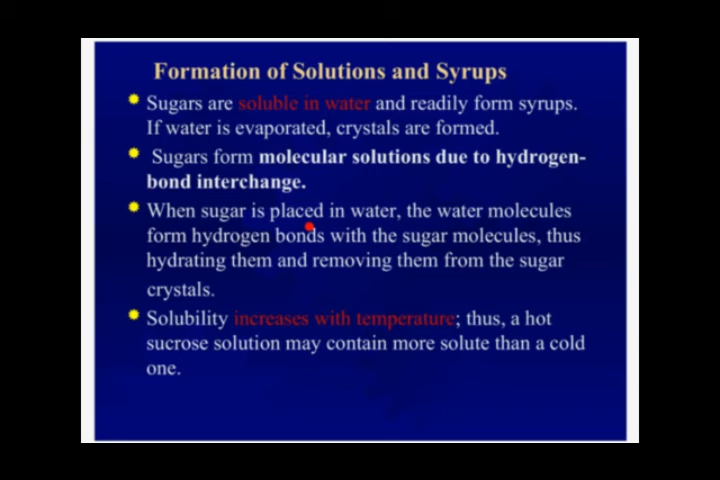 Formation of Solutions and Syrups
Sugars are soluble in water and readily form syrups.
If water is evaporated, crystals are formed.
Sugars form molecular solutions due to hydrogen-
bond interchange.
When sugar is placed in water, the water molecules
form hydrogen bonds with the sugar molecules, thus
hydrating them and removing them from the sugar
crystals.
Solubility increases with temperature; thus, a hot
sucrose solution may contain more solute than a cold
one.